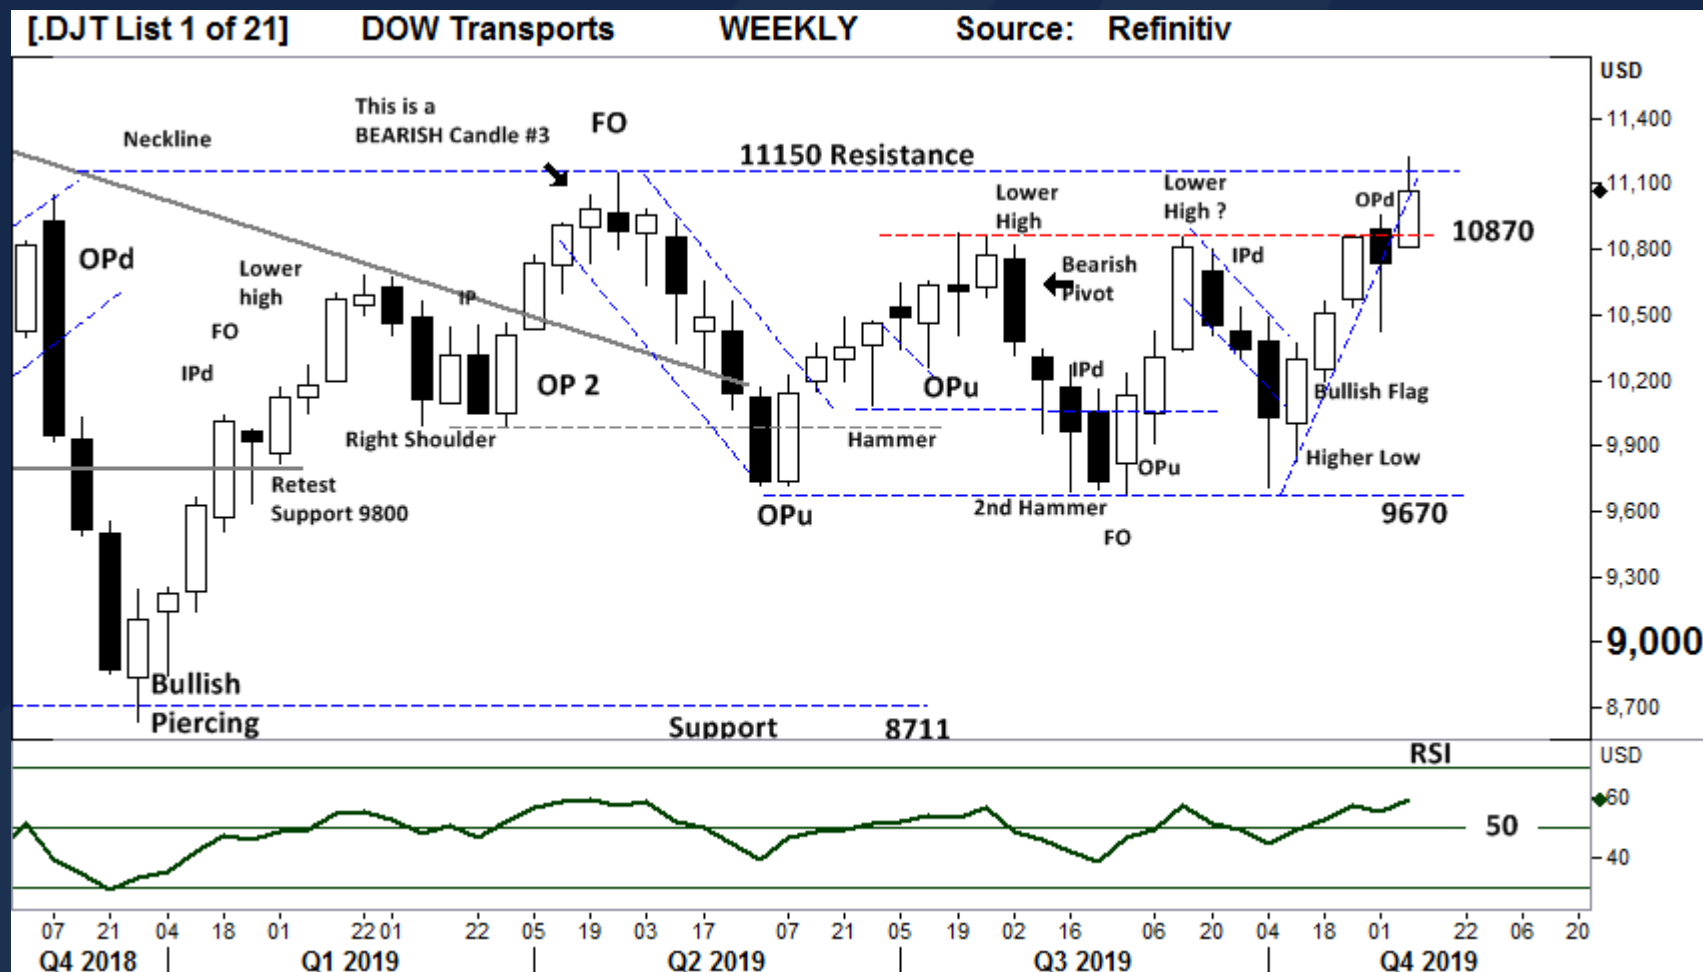 [.DJT List 1 of 21] DOW Transports WEEKLY Source: Refinitiv
USD
This is a
BEARISH Candle #3
FO
Neckline
11150 Resistance
11,400
11,100
10,800
10,500
10,200
9,900
9,600
9,300
9,000
8,700
Lower
High
Lower
High ?
OPd
10870
OPd
Lower
high
IP
Bearish
Pivot
IPd
FO
IPd
OP 2
OPu
IPd
Bullish Flag
Right Shoulder
Hammer
OPu
Higher Low
Retest
Support 9800
OPu
2nd Hammer
9670
FO
Bullish
Piercing
Support 8711
RSI
USD
60
50
40
07 21 04 18 01 22 01 22 05 19 03 17 07 21 05 19 02 16 06 20 04 18 01 22 06 20
Q4 2018 Q1 2019 Q2 2019 Q3 2019 Q4 2019